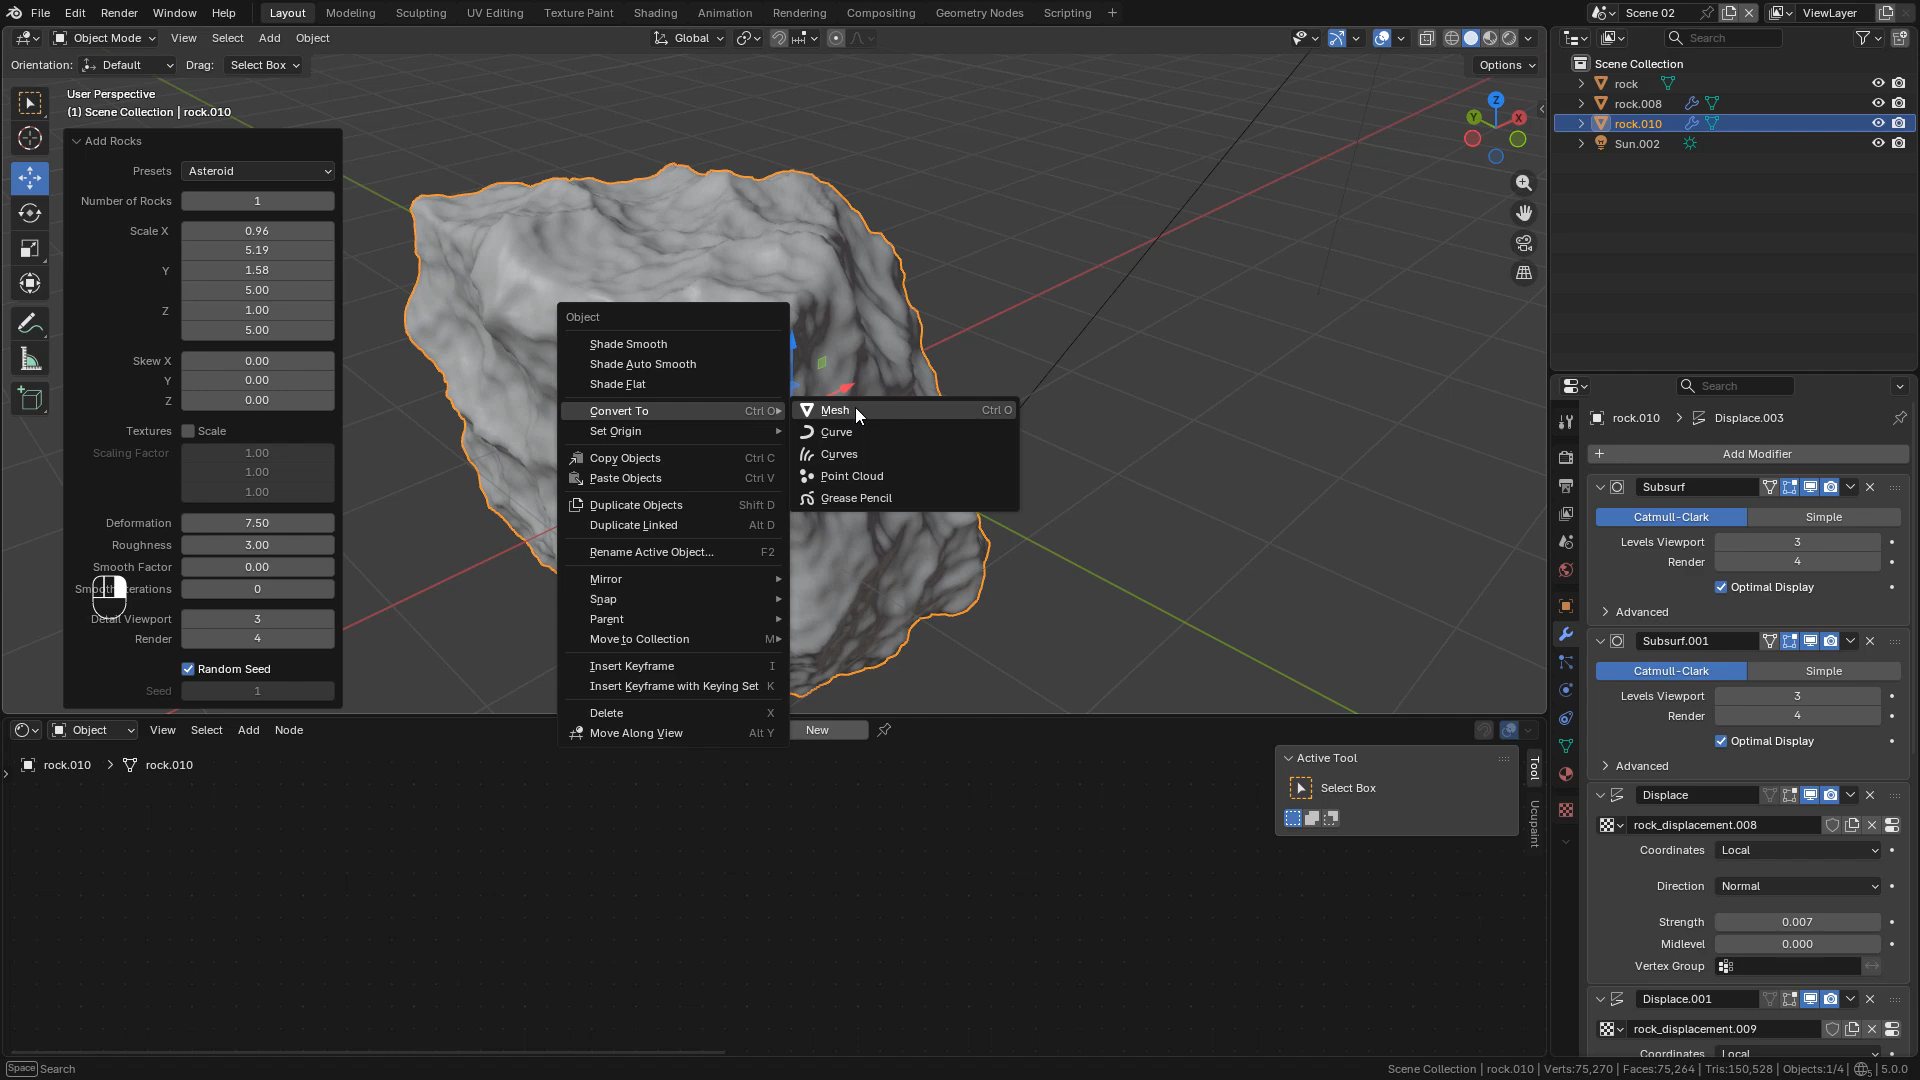 File Edit Render Window Help Layout Modeling Sculpting UV Editing Texture Paint Shading Animation Rendering Compositing Geometry Nodes Scripting + Scene 02 ViewLayer
Object Mode View Select Add Object Global Search
Orientation: Default Drag: Select Box Options
User Perspective
(1) Scene Collection | rock.010
Add Rocks
Presets Asteroid
Number of Rocks 1
Scale X 0.96
5.19
Y 1.58
5.00
Z 1.00
5.00
Skew X 0.00
Y 0.00
Z 0.00
Textures Scale
Scaling Factor 1.00
1.00
1.00
Deformation 7.50
Roughness 3.00
Smooth Factor 0.00
Smooth Iterations 0
Detail Viewport 3
Render 4
Random Seed
Seed 1
Object
Shade Smooth
Shade Auto Smooth
Shade Flat
Convert To Ctrl O
Set Origin
Copy Objects Ctrl C
Paste Objects Ctrl V
Duplicate Objects Shift D
Duplicate Linked Alt D
Rename Active Object... F2
Mirror
Snap
Parent
Move to Collection M
Insert Keyframe I
Insert Keyframe with Keying Set K
Delete X
Move Along View Alt Y
Mesh Ctrl O
Curve
Curves
Point Cloud
Grease Pencil
Z
Y
X
Scene Collection
rock
rock.008
rock.010
Sun.002
Search
rock.010 > Displace.003
+ Add Modifier
Subsurf
Catmull-Clark Simple
Levels Viewport 3
Render 4
Optimal Display
Advanced
Subsurf.001
Catmull-Clark Simple
Levels Viewport 3
Render 4
Optimal Display
Advanced
Displace
rock_displacement.008
Coordinates Local
Direction Normal
Strength 0.007
Midlevel 0.000
Vertex Group
Displace.001
rock_displacement.009
Coordinates Local
Object View Select Add Node New
rock.010 > rock.010
Active Tool
Select Box
Tool
Ucupaint
Space Search
Scene Collection | rock.010 | Verts:75,270 | Faces:75,264 | Tris:150,528 | Objects:1/4 | 5.0.0